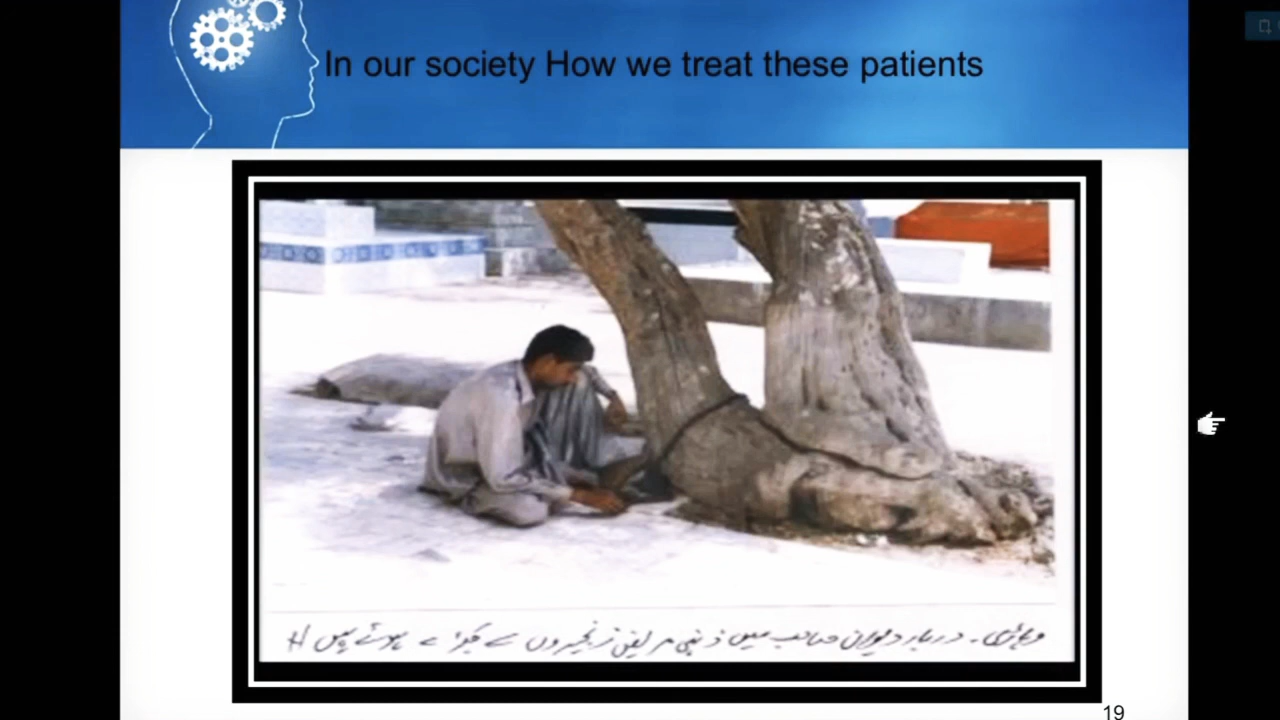 In our society How we treat these patients
وہاڑی۔ دربار دیوان صاحب میں ذہنی مریض زنجیروں سے جکڑے ہوئے ہیں
19